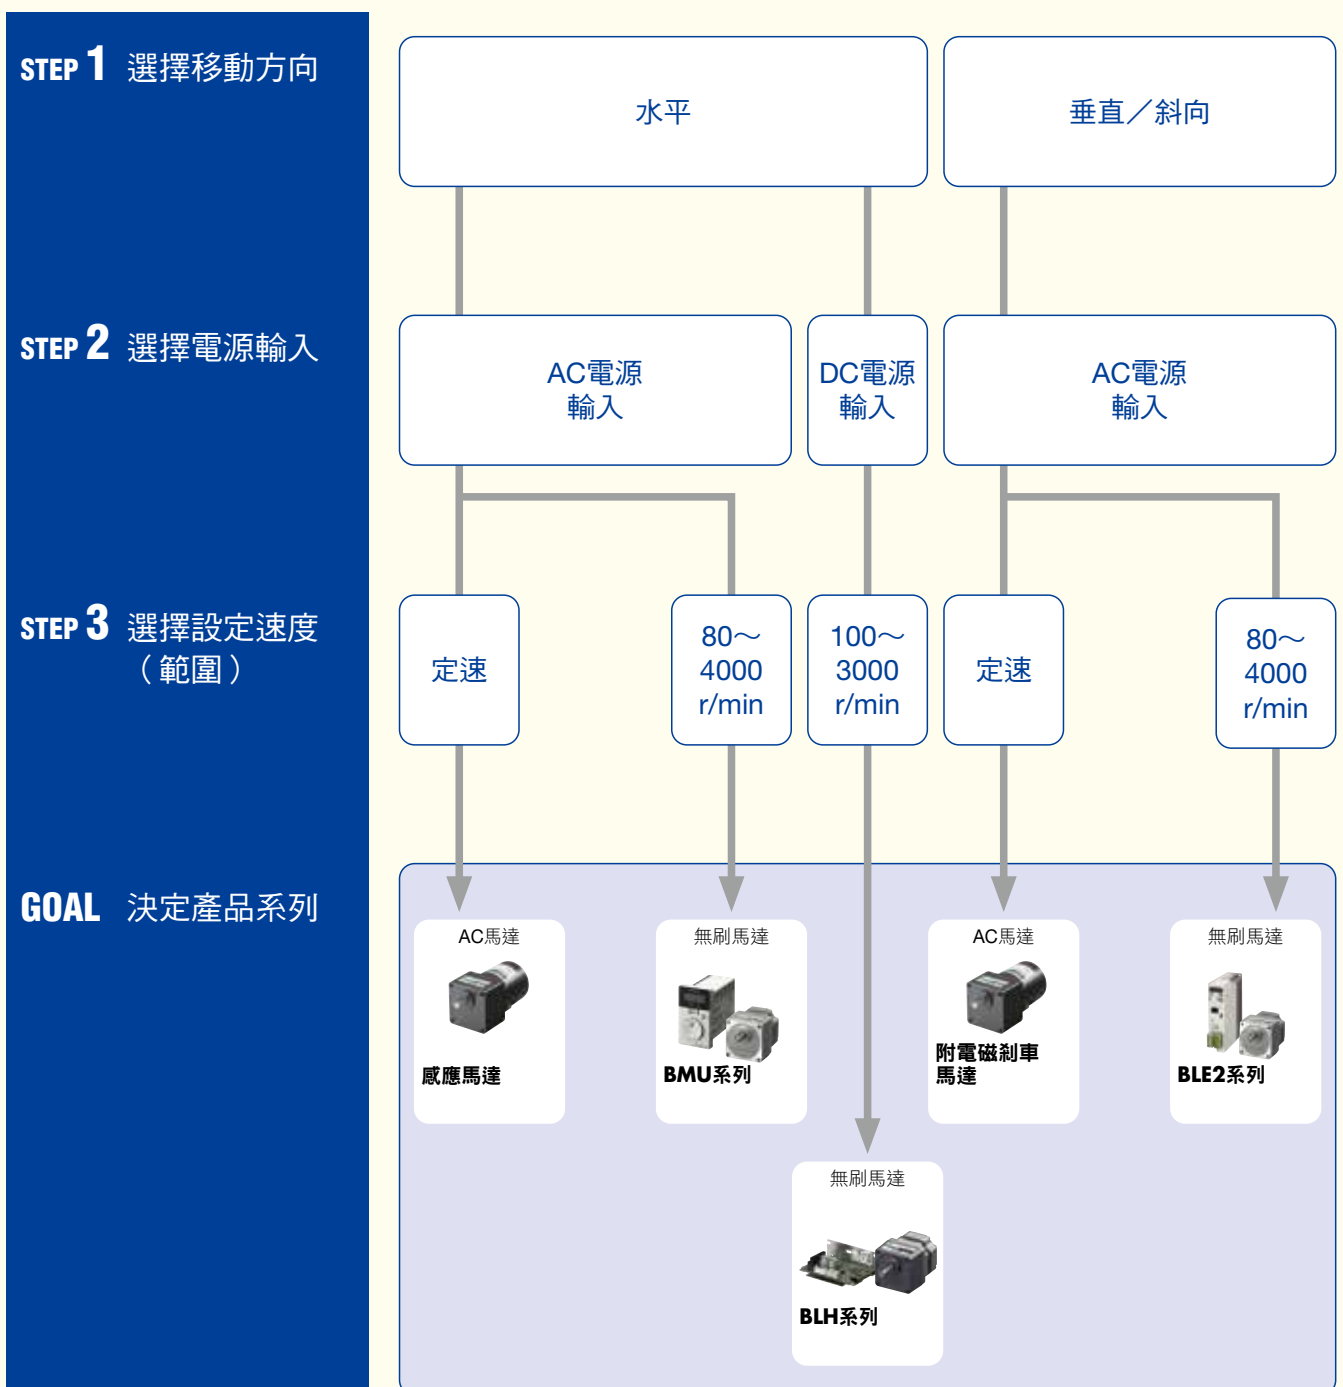 STEP 1 選擇移動方向
水平
垂直／斜向
STEP 2 選擇電源輸入
AC電源
輸入
DC電源
輸入
AC電源
輸入
STEP 3 選擇設定速度
（範圍）
定速
80～
4000
r/min
100～
3000
r/min
定速
80～
4000
r/min
GOAL 決定產品系列
AC馬達
感應馬達
無刷馬達
BMU系列
AC馬達
附電磁剎車
馬達
無刷馬達
BLE2系列
無刷馬達
BLH系列